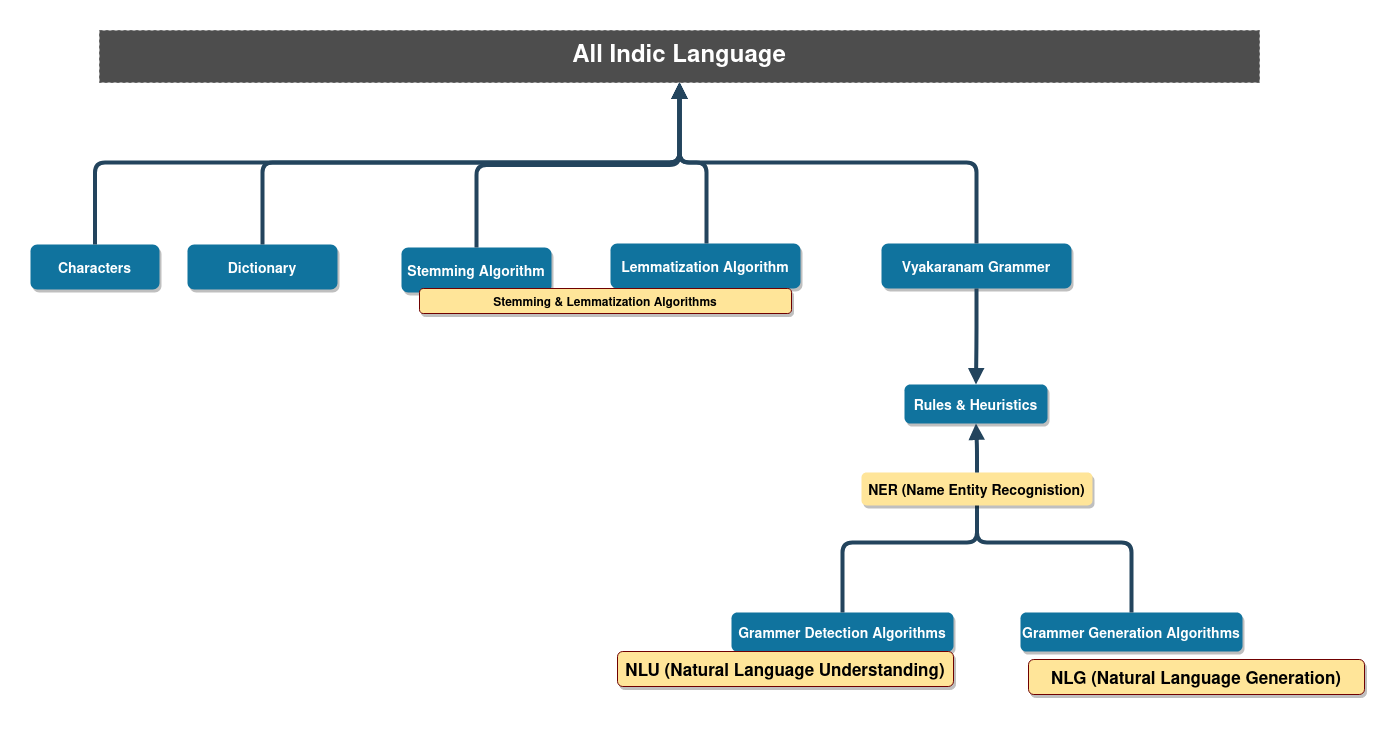 All Indic Language
Characters
Dictionary
Stemming Algorithm
Lemmatization Algorithm
Vyakaranam Grammer
Stemming & Lemmatization Algorithms
Rules & Heuristics
NER (Name Entity Recognistion)
Grammer Detection Algorithms
Grammer Generation Algorithms
NLU (Natural Language Understanding)
NLG (Natural Language Generation)